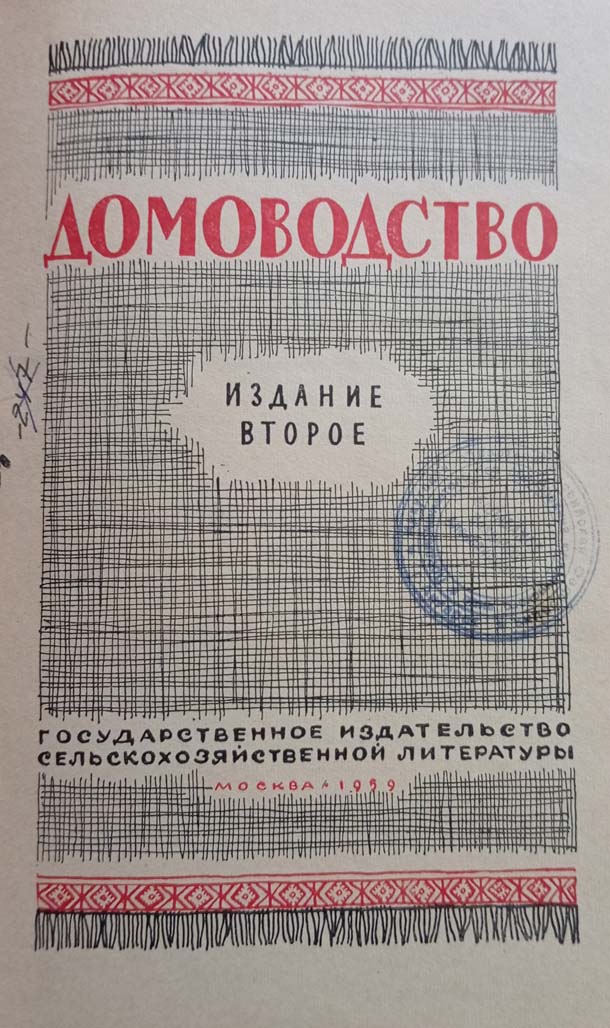 ДОМОВОДСТВО
ИЗДАНИЕ
ВТОРОЕ
ГОСУДАРСТВЕННОЕ ИЗДАТЕЛЬСТВО
СЕЛЬСКОХОЗЯЙСТВЕННОЙ ЛИТЕРАТУРЫ
МОСКВА • 1959